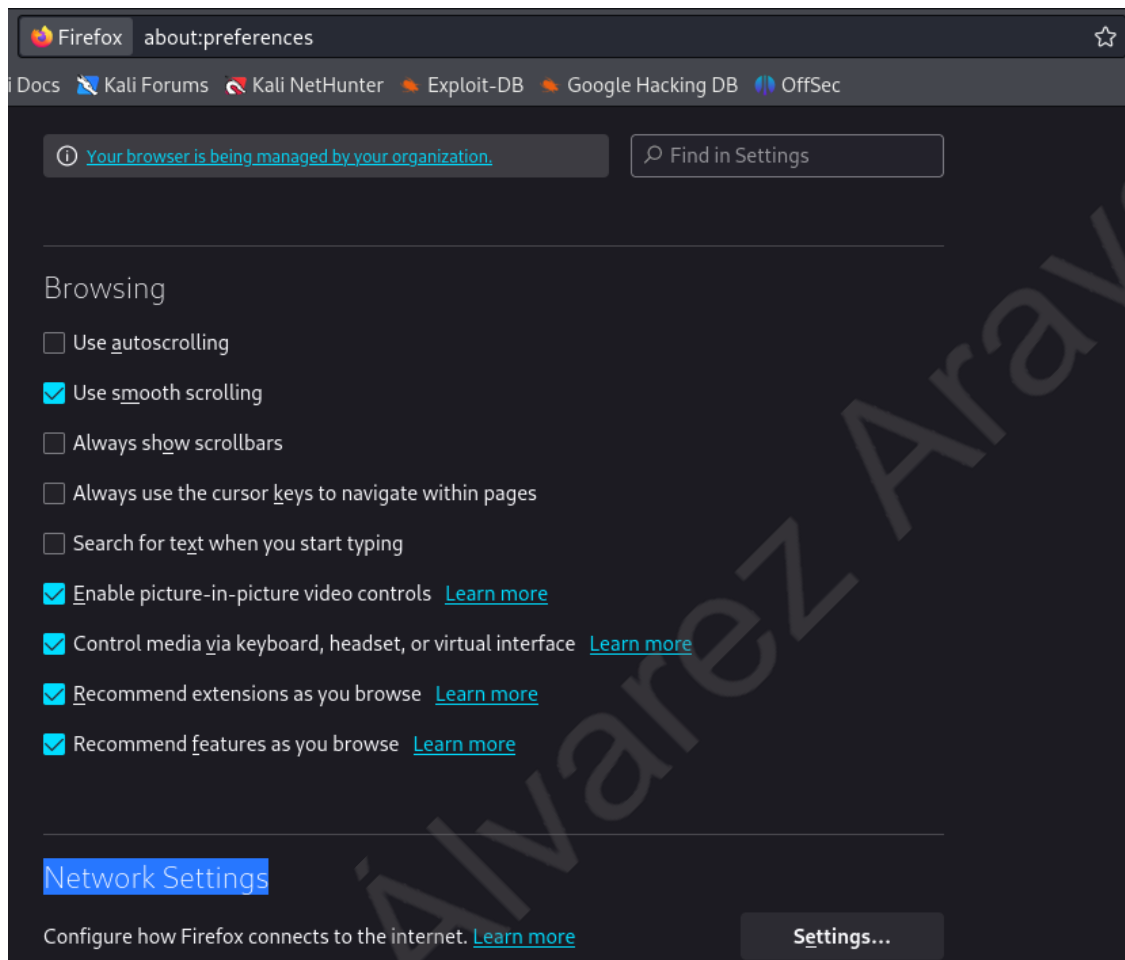 Firefox about:preferences
i Docs Kali Forums Kali NetHunter Exploit-DB Google Hacking DB OffSec
Your browser is being managed by your organization. Find in Settings
Browsing
Use autoscrolling
Use smooth scrolling
Always show scrollbars
Always use the cursor keys to navigate within pages
Search for text when you start typing
Enable picture-in-picture video controls Learn more
Control media via keyboard, headset, or virtual interface Learn more
Recommend extensions as you browse Learn more
Recommend features as you browse Learn more
Network Settings
Configure how Firefox connects to the internet. Learn more Settings...
Álvarez Arav